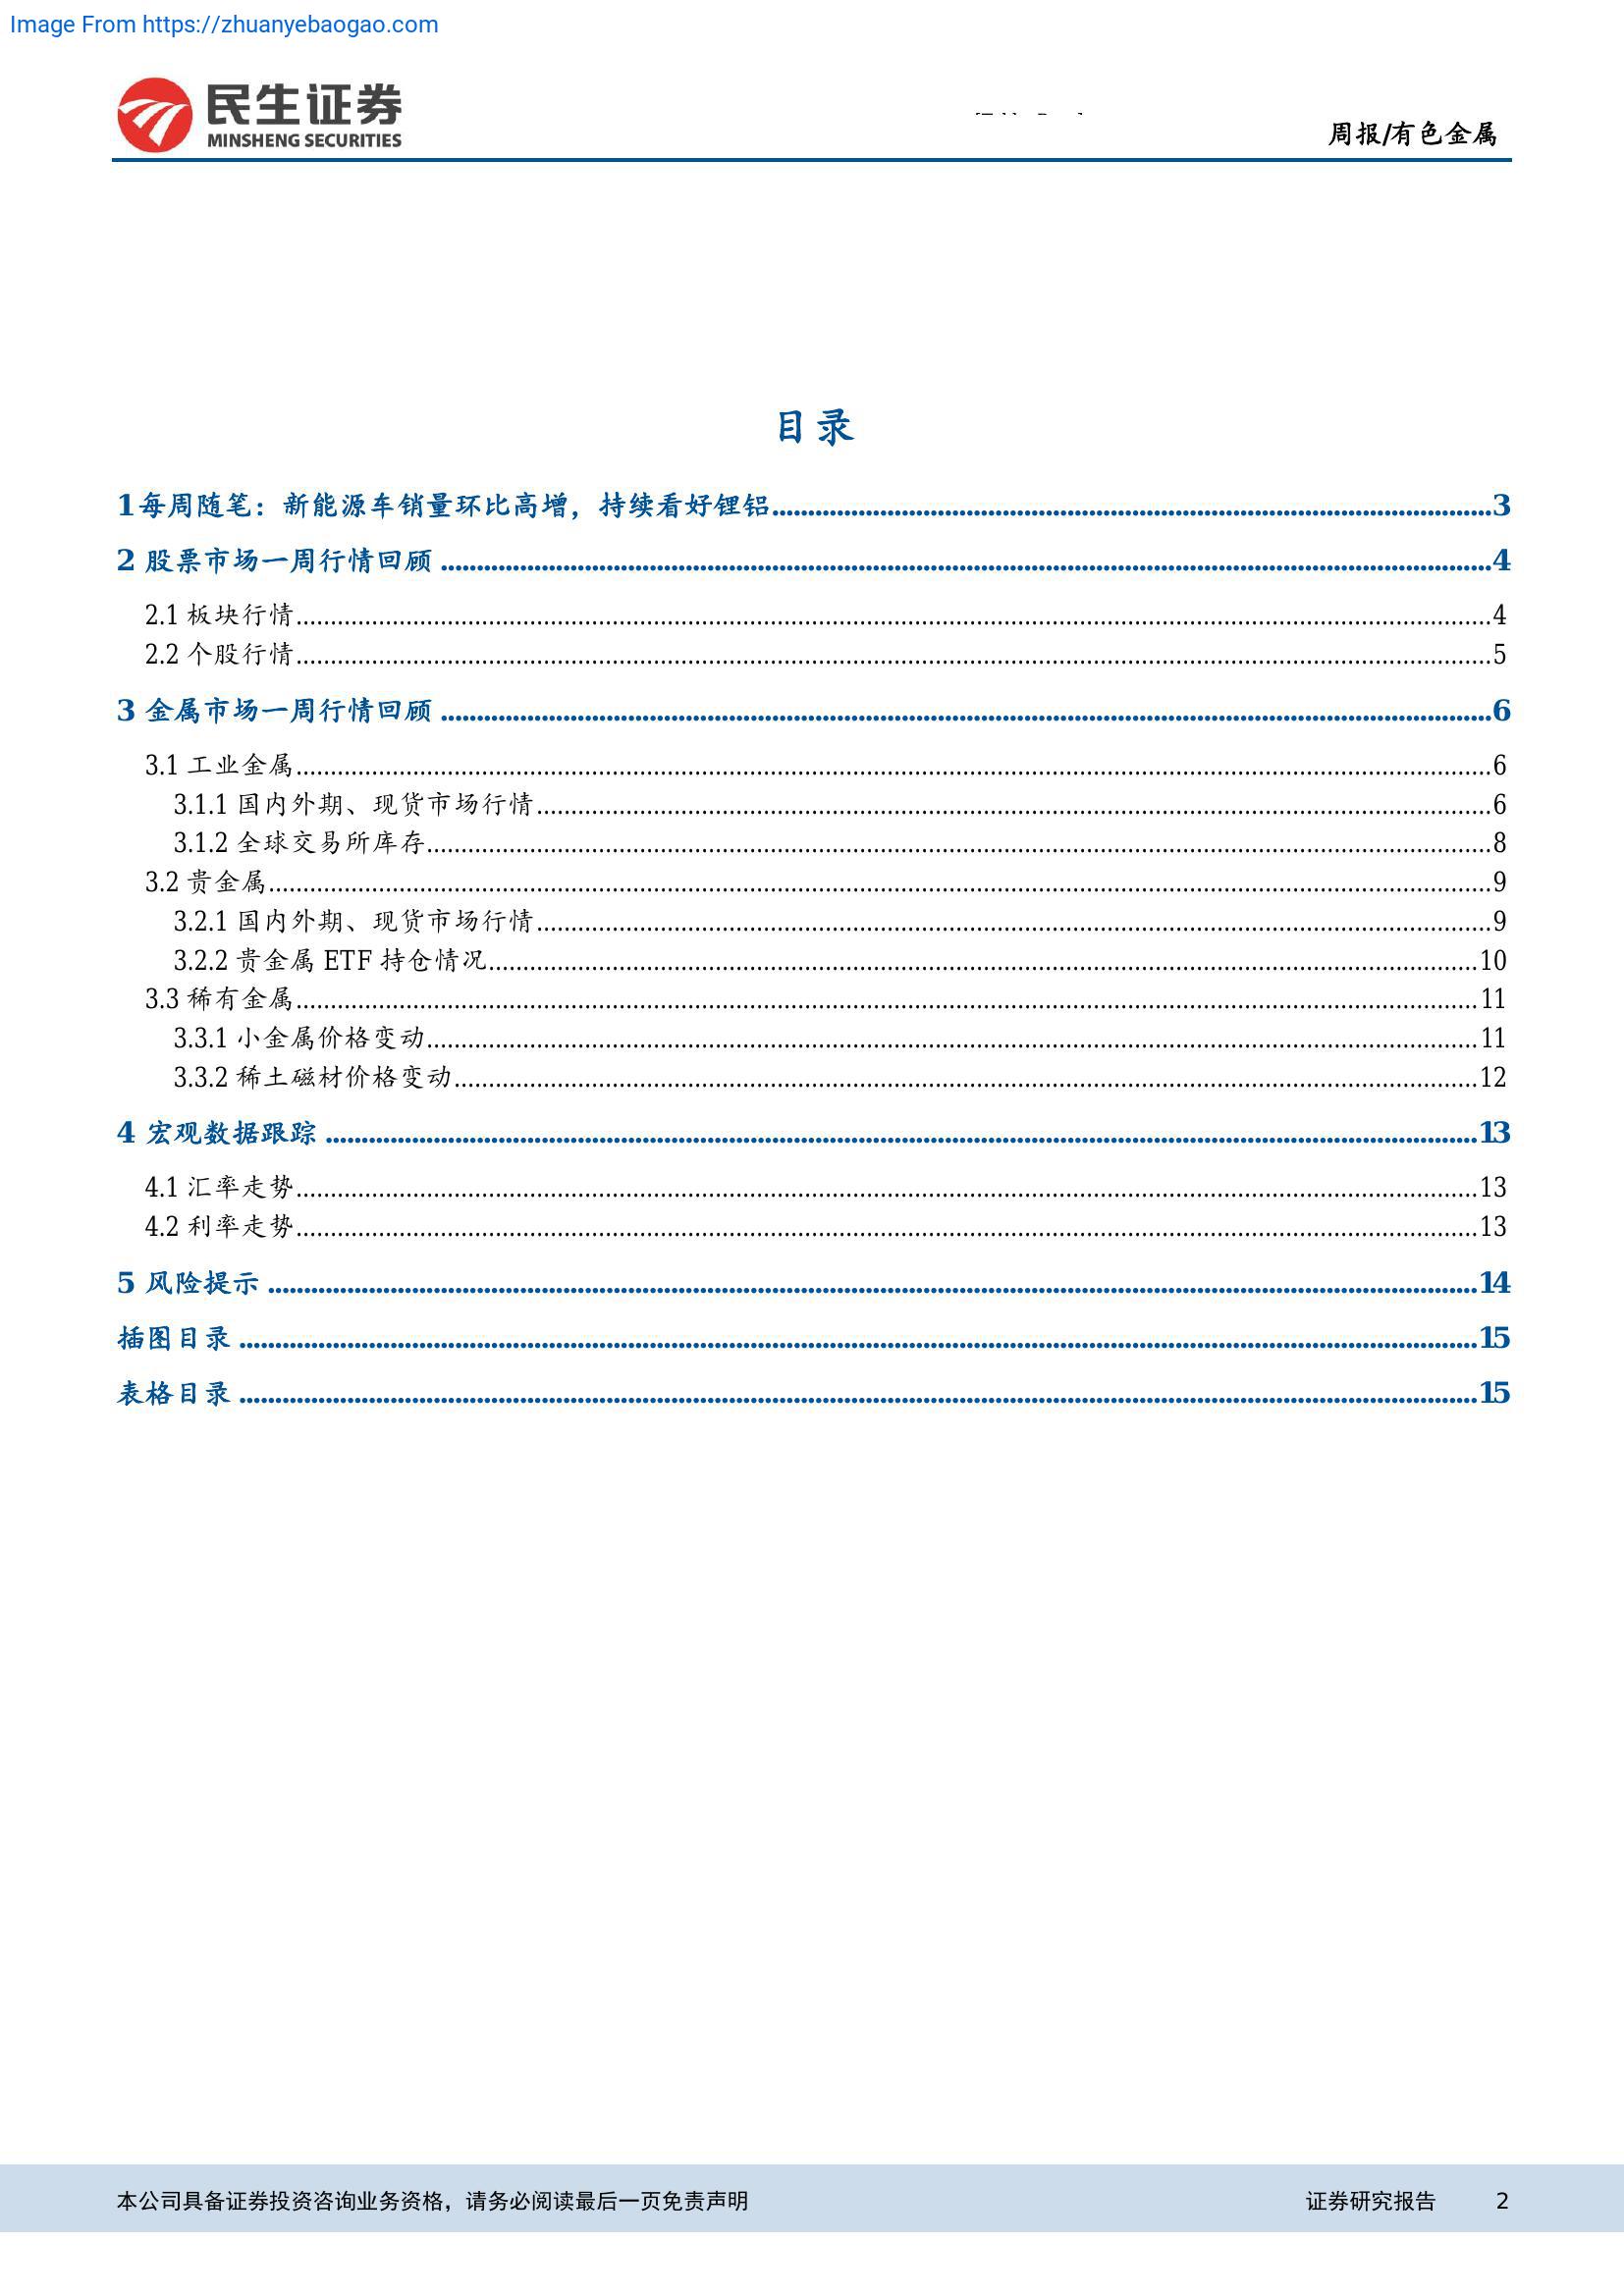 Image From https://zhuanyebaogao.com
民生证券
MINSHENG SECURITIES
周报/有色金属
目录
1每周随笔：新能源车销量环比高增，持续看好锂铝 3
2 股票市场一周行情回顾 4
2.1 板块行情 4
2.2 个股行情 5
3 金属市场一周行情回顾 6
3.1 工业金属 6
3.1.1 国内外期、现货市场行情 6
3.1.2 全球交易所库存 8
3.2 贵金属 9
3.2.1 国内外期、现货市场行情 9
3.2.2 贵金属 ETF 持仓情况 10
3.3 稀有金属 11
3.3.1 小金属价格变动 11
3.3.2 稀土磁材价格变动 12
4 宏观数据跟踪 13
4.1 汇率走势 13
4.2 利率走势 13
5 风险提示 14
插图目录 15
表格目录 15
本公司具备证券投资咨询业务资格，请务必阅读最后一页免责声明 证券研究报告 2